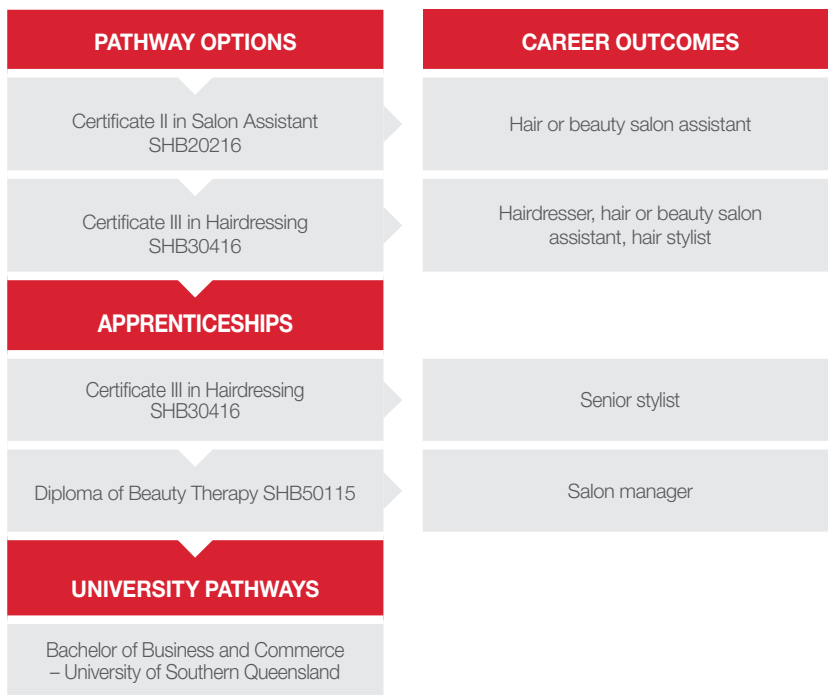 PATHWAY OPTIONS
CAREER OUTCOMES
Certificate II in Salon Assistant
SHB20216
Hair or beauty salon assistant
Certificate III in Hairdressing
SHB30416
Hairdresser, hair or beauty salon
assistant, hair stylist
APPRENTICESHIPS
Certificate III in Hairdressing
SHB30416
Senior stylist
Diploma of Beauty Therapy SHB50115
Salon manager
UNIVERSITY PATHWAYS
Bachelor of Business and Commerce
– University of Southern Queensland